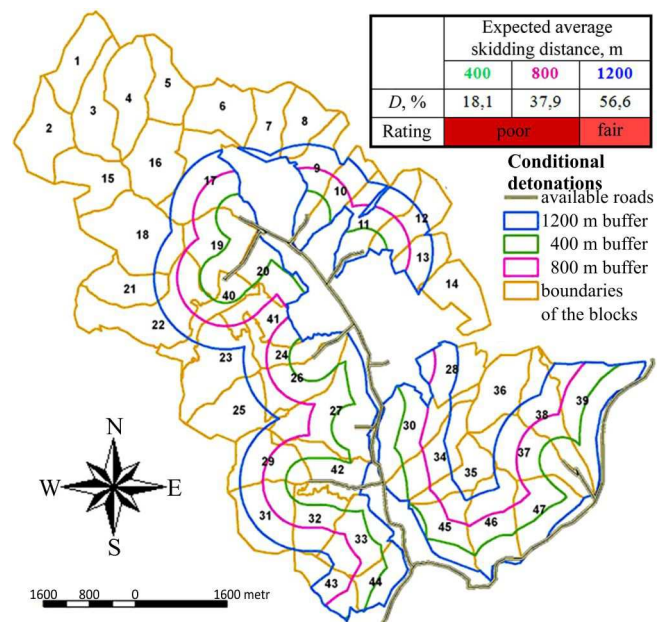 Expected average
skidding distance, m
400 800 1200
D, % 18,1 37,9 56,6
Rating poor fair
Conditional
detonations
available roads
1200 m buffer
400 m buffer
800 m buffer
boundaries
of the blocks
1
2
3
4
5
6
7
8
9
10
11
12
13
14
15
16
17
18
19
20
21
22
23
24
25
26
27
28
29
30
31
32
33
34
35
36
37
38
39
40
41
42
43
44
45
46
47
N
W E
S
1600 800 0 1600 metr